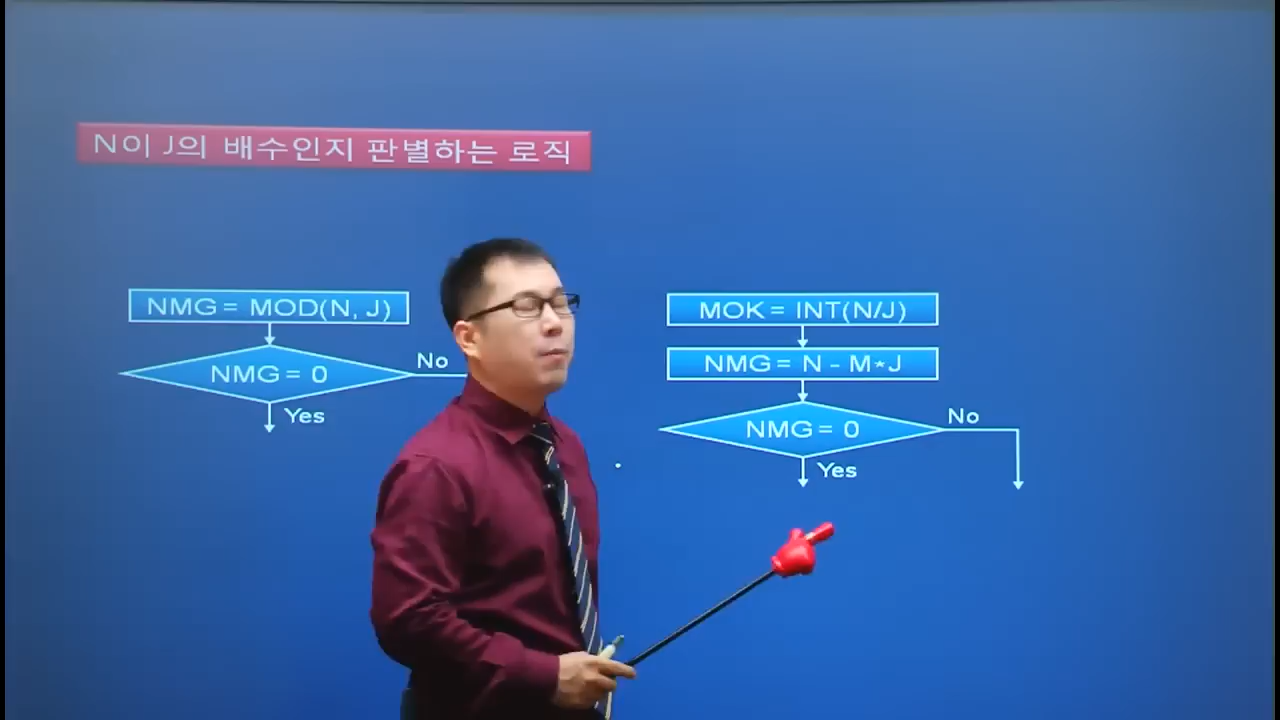 N이 J의 배수인지 판별하는 로직
NMG = MOD(N, J)
NMG = 0
No
Yes
MOK = INT(N/J)
NMG = N - M*J
NMG = 0
No
Yes